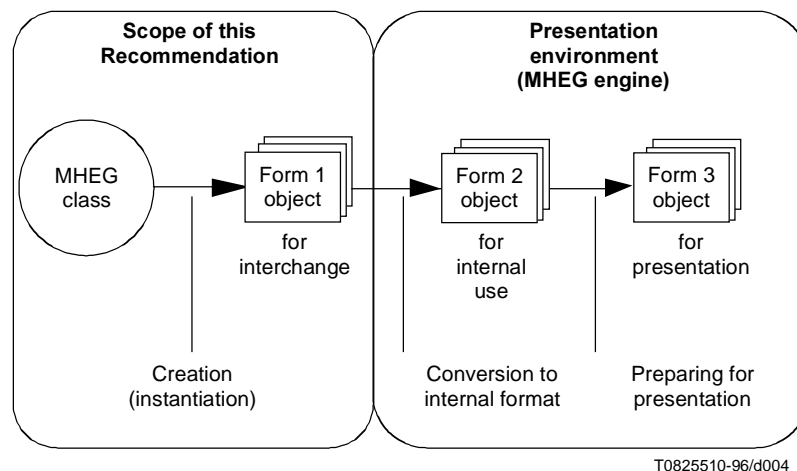 Scope of this
Recommendation
Presentation
environment
(MHEG engine)
MHEG
class
Form 1
object
for
interchange
Form 2
object
for
internal
use
Form 3
object
for
presentation
Creation
(instantiation)
Conversion to
internal format
Preparing for
presentation
T0825510-96/d004